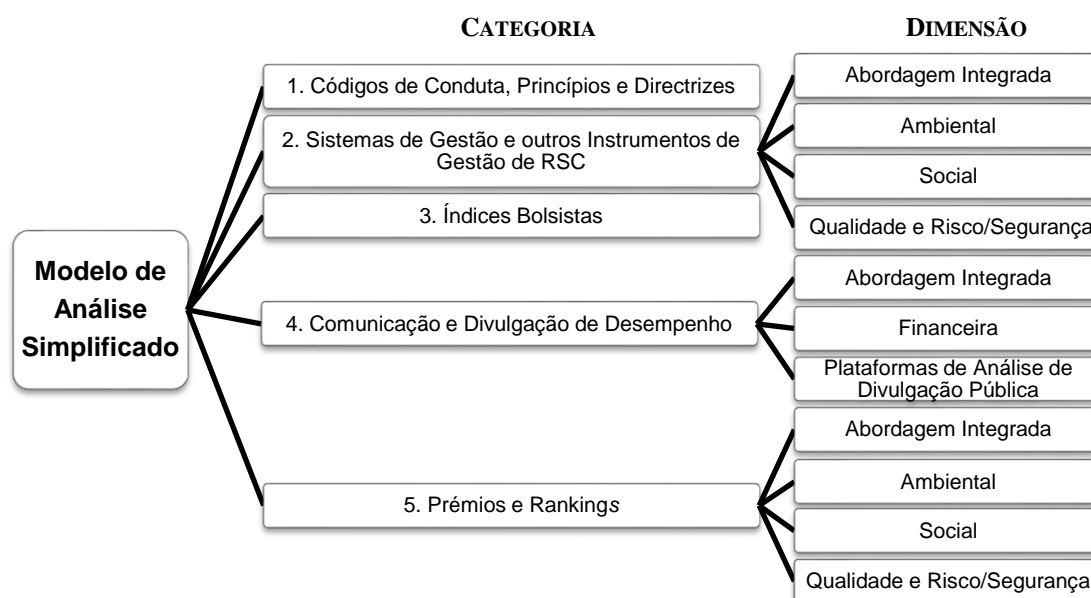 CATEGORIA
DIMENSÃO
Modelo de
Análise
Simplificado
1. Códigos de Conduta, Princípios e Directrizes
2. Sistemas de Gestão e outros Instrumentos de
Gestão de RSC
Abordagem Integrada
Ambiental
Social
Qualidade e Risco/Segurança
3. Índices Bolsistas
4. Comunicação e Divulgação de Desempenho
Abordagem Integrada
Financeira
Plataformas de Análise de
Divulgação Pública
5. Prémios e Rankings
Abordagem Integrada
Ambiental
Social
Qualidade e Risco/Segurança